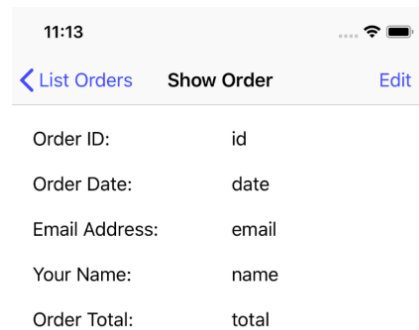 11:13
List Orders Show Order Edit
Order ID: id
Order Date: date
Email Address: email
Your Name: name
Order Total: total